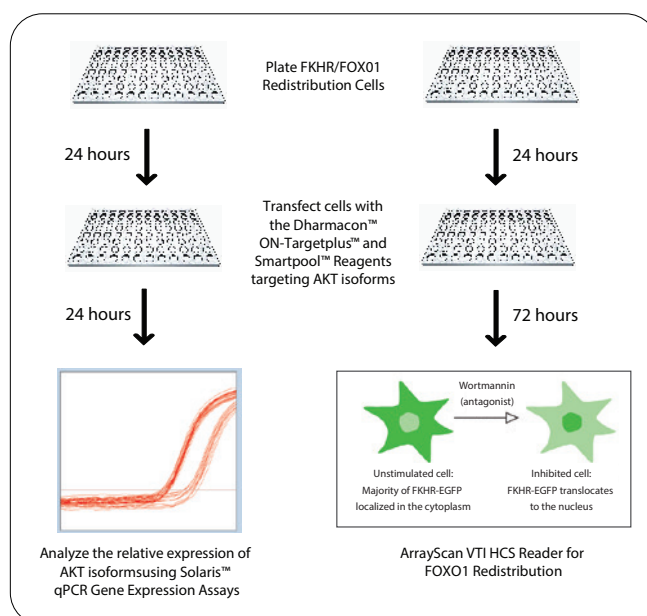 Plate FKHR/FOX01
Redistribution Cells
24 hours
24 hours
Transfect cells with
the Dharmacon™
ON-Targetplus™ and
Smartpool™ Reagents
targeting AKT isoforms
24 hours
72 hours
Wortmannin
(antagonist)
Unstimulated cell:
Majority of FKHR-EGFP
localized in the cytoplasm
Inhibited cell:
FKHR-EGFP translocates
to the nucleus
Analyze the relative expression of
AKT isoformsusing Solaris™
qPCR Gene Expression Assays
ArrayScan VTI HCS Reader for
FOXO1 Redistribution